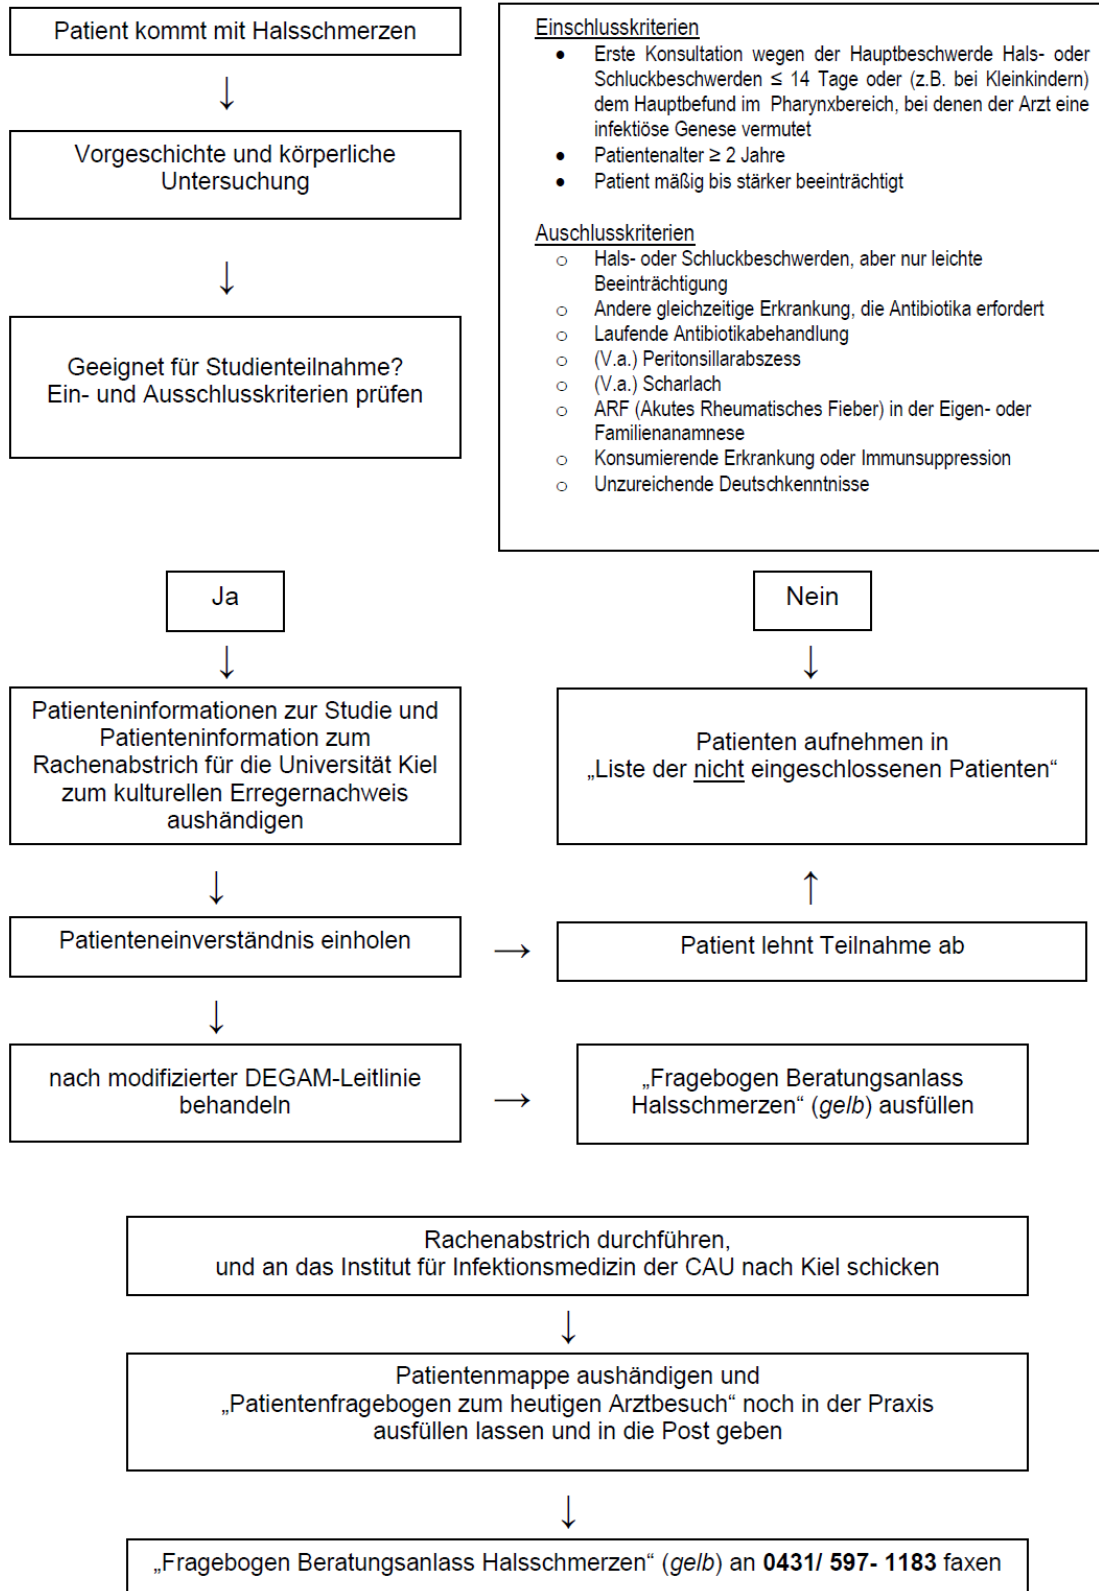 Patient kommt mit Halsschmerzen
↓
Vorgeschichte und körperliche
Untersuchung
↓
Geeignet für Studienteilnahme?
Ein- und Ausschlusskriterien prüfen
Einschlusskriterien
● Erste Konsultation wegen der Hauptbeschwerde Hals- oder
Schluckbeschwerden ≤ 14 Tage oder (z.B. bei Kleinkindern)
dem Hauptbefund im Pharynxbereich, bei denen der Arzt eine
infektiöse Genese vermutet
● Patientenalter ≥ 2 Jahre
● Patient mäßig bis stärker beeinträchtigt
Auschlusskriterien
○ Hals- oder Schluckbeschwerden, aber nur leichte
Beeinträchtigung
○ Andere gleichzeitige Erkrankung, die Antibiotika erfordert
○ Laufende Antibiotikabehandlung
○ (V.a.) Peritonsillarabszess
○ (V.a.) Scharlach
○ ARF (Akutes Rheumatisches Fieber) in der Eigen- oder
Familienanamnese
○ Konsumierende Erkrankung oder Immunsuppression
○ Unzureichende Deutschkenntnisse
Ja
↓
Patienteninformationen zur Studie und
Patienteninformation zum
Rachenabstrich für die Universität Kiel
zum kulturellen Erregernachweis
aushändigen
↓
Patienteneinverständnis einholen
→
Nein
↓
Patienten aufnehmen in
„Liste der nicht eingeschlossenen Patienten“
↑
Patient lehnt Teilnahme ab
↓
nach modifizierter DEGAM-Leitlinie
behandeln
→
„Fragebogen Beratungsanlass
Halsschmerzen“ (gelb) ausfüllen
Rachenabstrich durchführen,
und an das Institut für Infektionsmedizin der CAU nach Kiel schicken
↓
Patientenmappe aushändigen und
„Patientenfragebogen zum heutigen Arztbesuch“ noch in der Praxis
ausfüllen lassen und in die Post geben
↓
„Fragebogen Beratungsanlass Halsschmerzen“ (gelb) an 0431/ 597- 1183 faxen